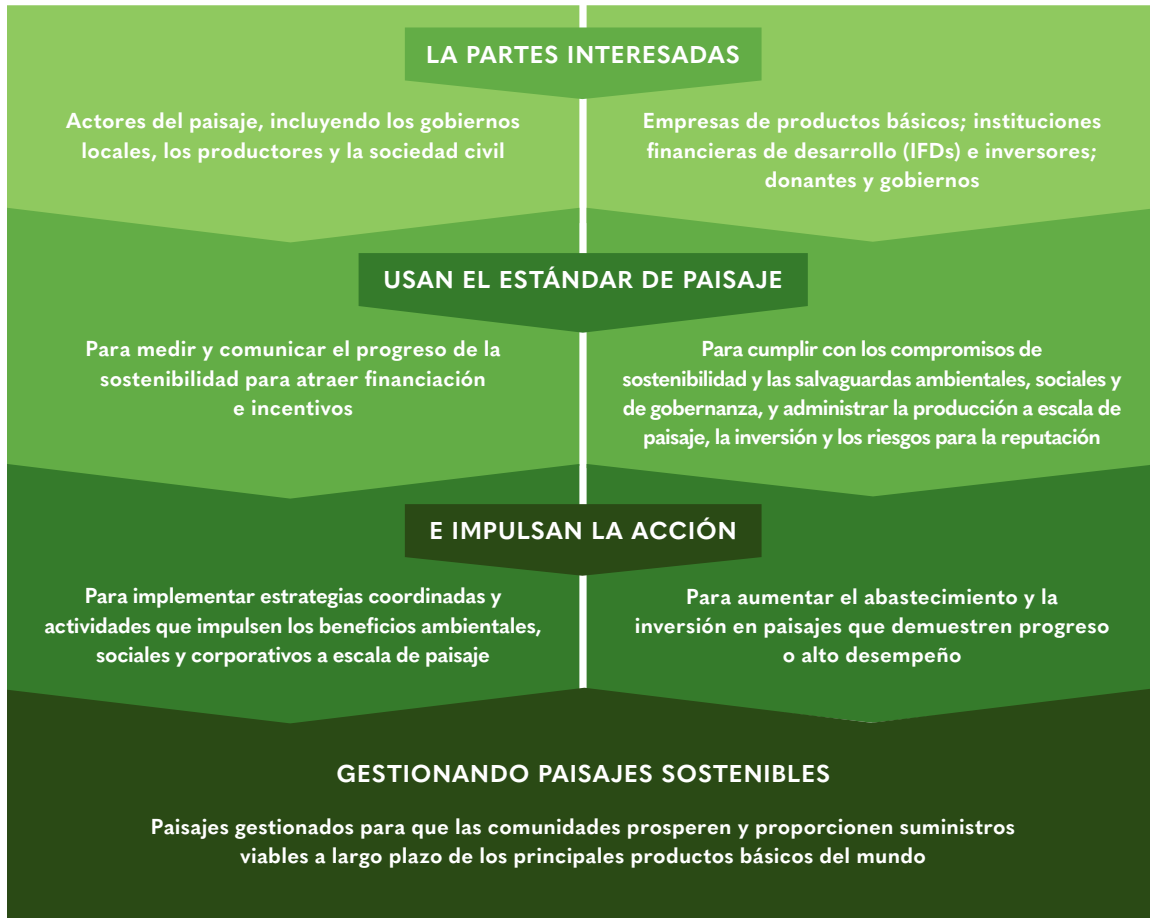 LA PARTES INTERESADAS
Actores del paisaje, incluyendo los gobiernos
locales, los productores y la sociedad civil
Empresas de productos básicos; instituciones
financieras de desarrollo (IFDs) e inversores;
donantes y gobiernos
USAN EL ESTÁNDAR DE PAISAJE
Para medir y comunicar el progreso de la
sostenibilidad para atraer financiación
e incentivos
Para cumplir con los compromisos de
sostenibilidad y las salvaguardas ambientales, sociales y
de gobernanza, y administrar la producción a escala de
paisaje, la inversión y los riesgos para la reputación
E IMPULSAN LA ACCIÓN
Para implementar estrategias coordinadas y
actividades que impulsen los beneficios ambientales,
sociales y corporativos a escala de paisaje
Para aumentar el abastecimiento y la
inversión en paisajes que demuestren progreso
o alto desempeño
GESTIONANDO PAISAJES SOSTENIBLES
Paisajes gestionados para que las comunidades prosperen y proporcionen suministros
viables a largo plazo de los principales productos básicos del mundo